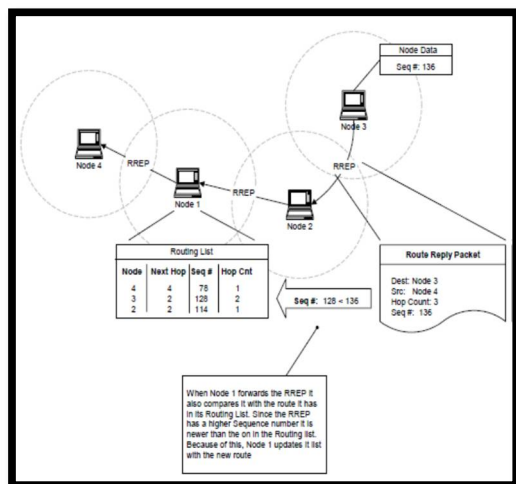 Node Data
Seq #: 136
Node 3
Node 4
RREP
RREP
RREP
Node 1
Node 2
Routing List
Node Next Hop Seq # Hop Cnt
4 4 78 1
3 2 128 2
2 2 114 1
Seq #: 128 < 136
Route Reply Packet
Dest: Node 3
Src: Node 4
Hop Count: 3
Seq #: 136
When Node 1 forwards the RREP it
also compares it with the route it has
in its Routing List. Since the RREP
has a higher Sequence number it is
newer than the on in the Routing list.
Because of this, Node 1 updates it list
with the new route